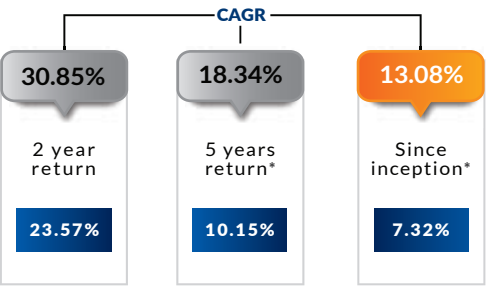 CAGR
30.85%
18.34%
13.08%
2 year
return
5 years
return*
Since
inception*
23.57%
10.15%
7.32%